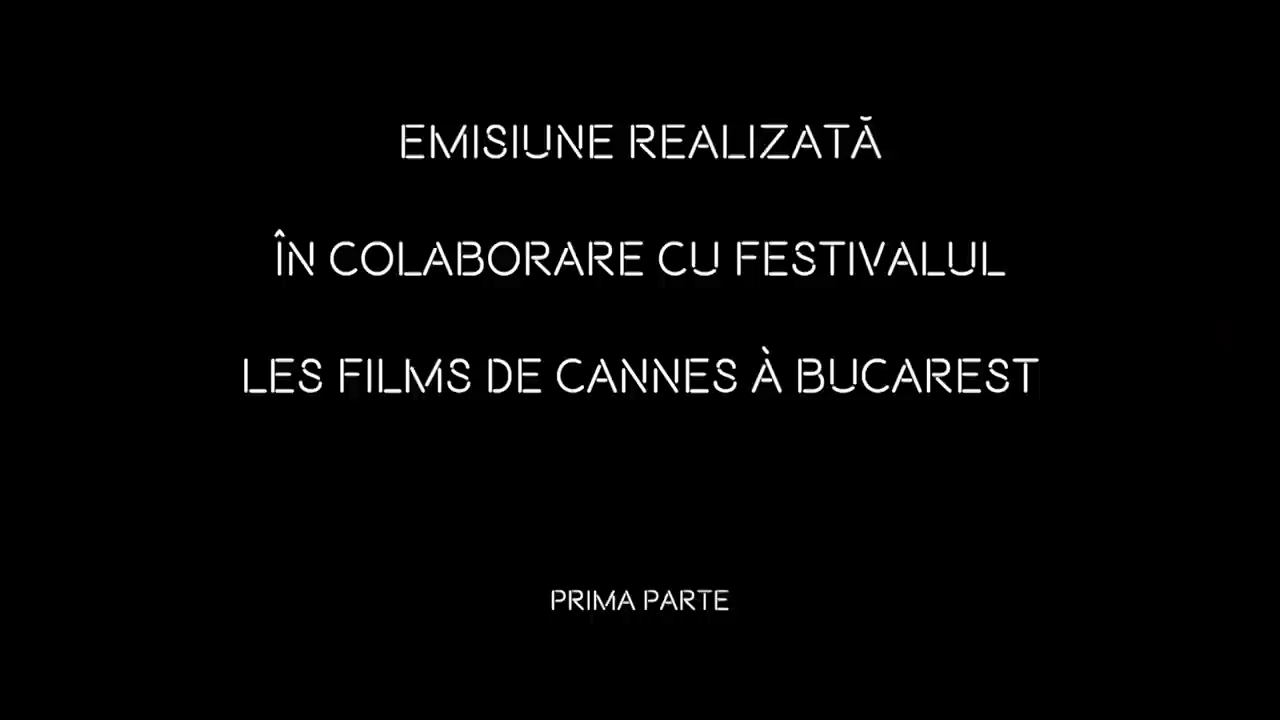 EMISIUNE REALIZATĂ
ÎN COLABORARE CU FESTIVALUL
LES FILMS DE CANNES À BUCAREST
PRIMA PARTE